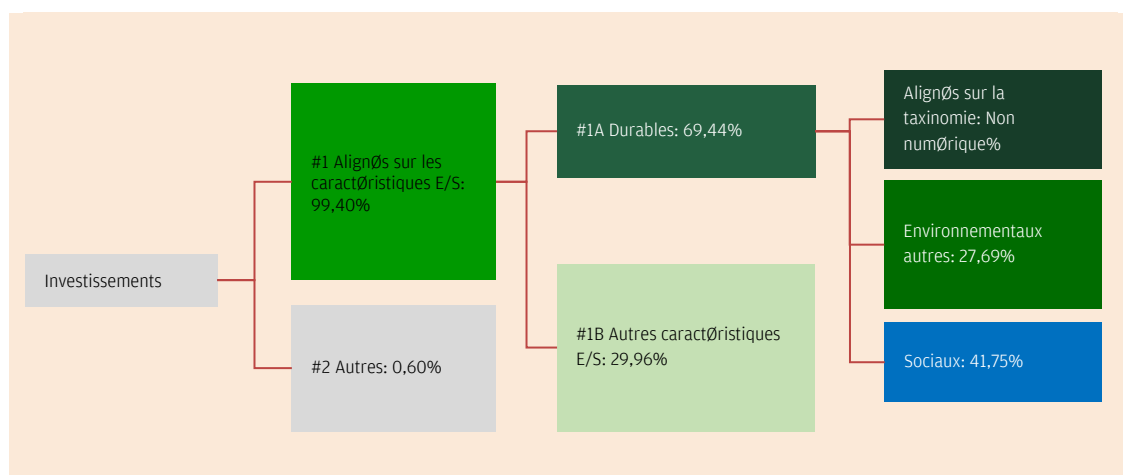 Investissements
#1 AlignØs sur les
caractØristiques E/S:
99,40%
#2 Autres: 0,60%
#1A Durables: 69,44%
#1B Autres caractØristiques
E/S: 29,96%
AlignØs sur la
taxinomie: Non
numØrique%
Environnementaux
autres: 27,69%
Sociaux: 41,75%